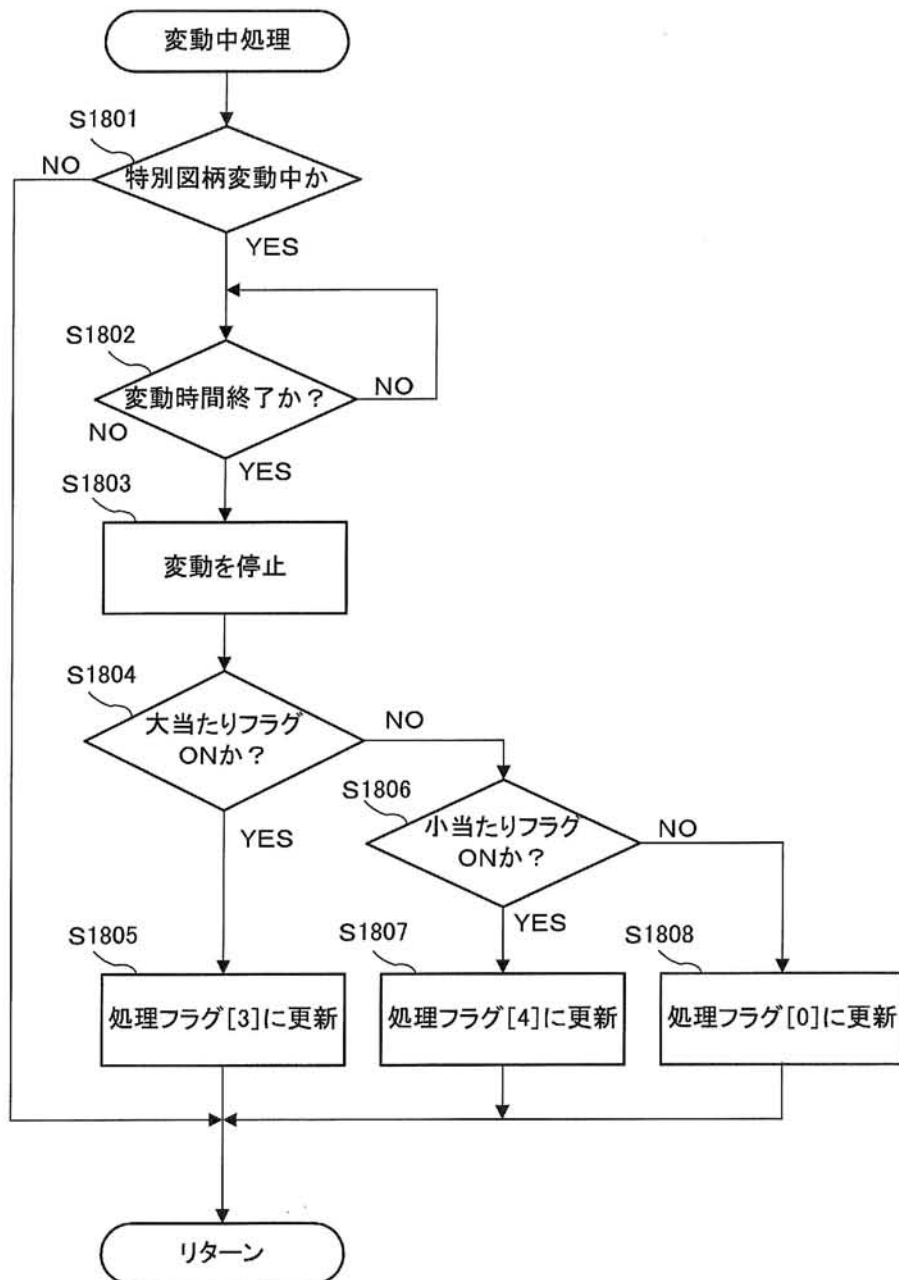 変動中処理
S1801
NO
特別図柄変動中か
YES
S1802
変動時間終了か？
NO
NO
YES
S1803
変動を停止
S1804
大当たりフラグ
ONか？
NO
YES
S1806
小当たりフラグ
ONか？
NO
YES
S1805
処理フラグ[3]に更新
S1807
処理フラグ[4]に更新
S1808
処理フラグ[0]に更新
リターン